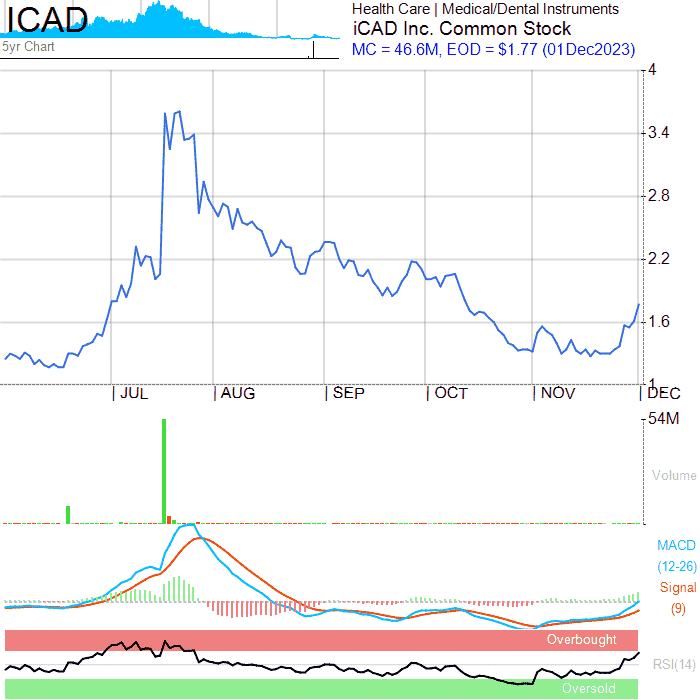 ICAD
5yr Chart
Health Care | Medical/Dental Instruments
iCAD Inc. Common Stock
MC = 46.6M, EOD = $1.77 (01Dec2023)
4
3.4
2.8
2.2
1.6
1
JUL AUG SEP OCT NOV DEC
54M
Volume
MACD
(12-26)
Signal
(9)
Overbought
RSI(14)
Oversold